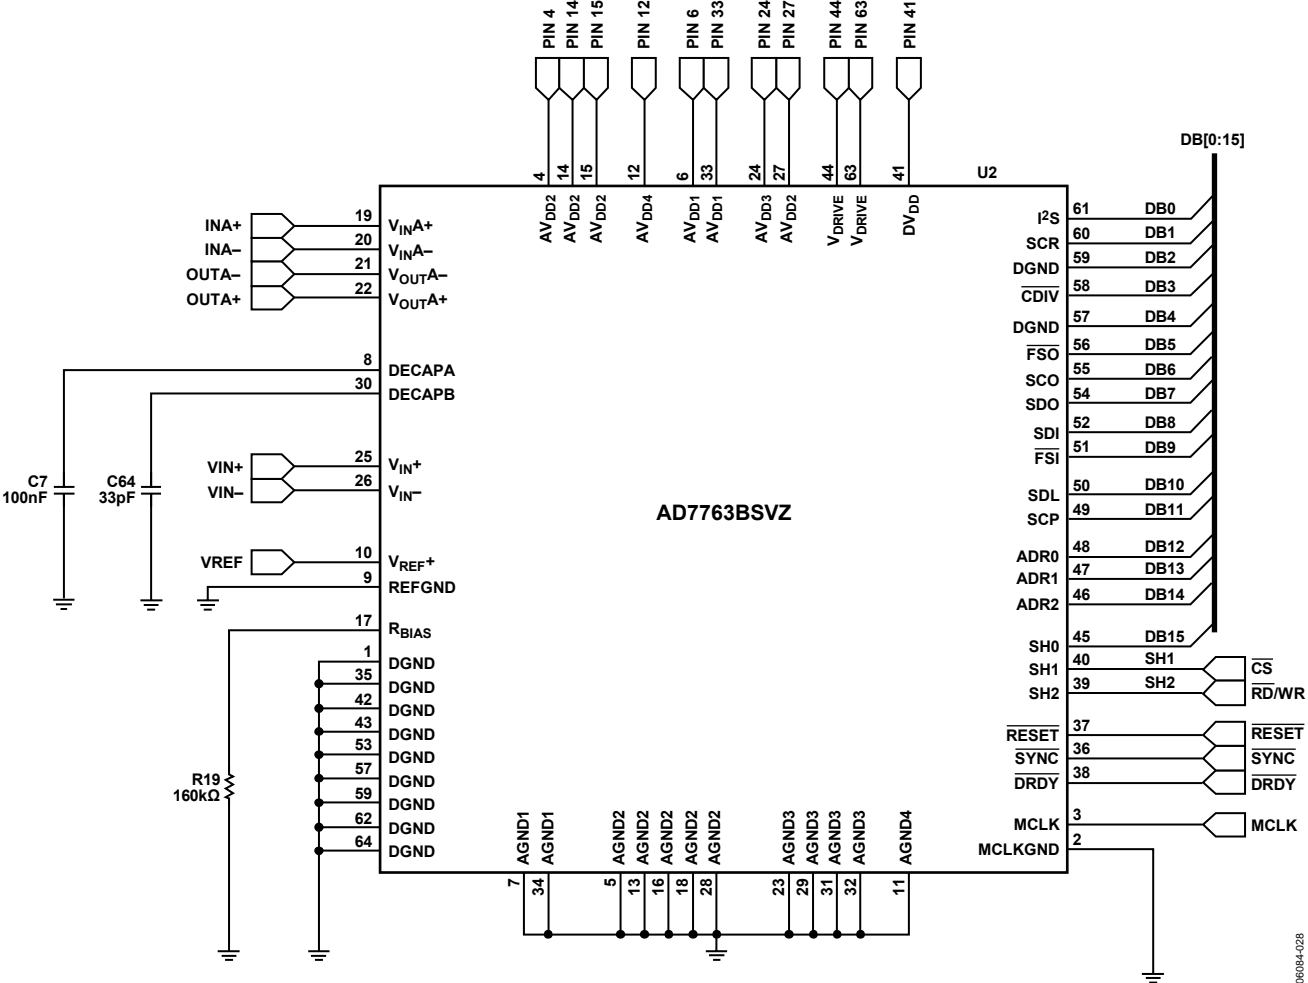 PIN 4
PIN 14
PIN 15
PIN 12
PIN 6
PIN 33
PIN 24
PIN 27
PIN 44
PIN 63
PIN 41
DB[0:15]
U2
4
14
15
12
6
33
24
27
44
63
41
AVDD2
AVDD2
AVDD2
AVDD4
AVDD1
AVDD1
AVDD3
AVDD2
VDRIVE
VDRIVE
DVDD
INA+ 19 VINA+
INA– 20 VINA–
OUTA– 21 VOUTA–
OUTA+ 22 VOUTA+
8 DECAPA
30 DECAPB
C7
100nF
C64
33pF
VIN+ 25 VIN+
VIN– 26 VIN–
VREF 10 VREF+
9 REFGND
17 RBIAS
1 DGND
35 DGND
42 DGND
43 DGND
53 DGND
57 DGND
59 DGND
62 DGND
64 DGND
R19
160kΩ
AD7763BSVZ
I2S 61 DB0
SCR 60 DB1
DGND 59 DB2
CDIV 58 DB3
DGND 57 DB4
FSO 56 DB5
SCO 55 DB6
SDO 54 DB7
SDI 52 DB8
FSI 51 DB9
SDL 50 DB10
SCP 49 DB11
ADR0 48 DB12
ADR1 47 DB13
ADR2 46 DB14
SH0 45 DB15
SH1 40 SH1 CS
SH2 39 SH2 RD/WR
RESET 37 RESET
SYNC 36 SYNC
DRDY 38 DRDY
MCLK 3 MCLK
MCLKGND 2
AGND1
AGND1
AGND2
AGND2
AGND2
AGND2
AGND2
AGND3
AGND3
AGND3
AGND3
AGND4
7
34
5
13
16
18
28
23
29
31
32
11
06084-028